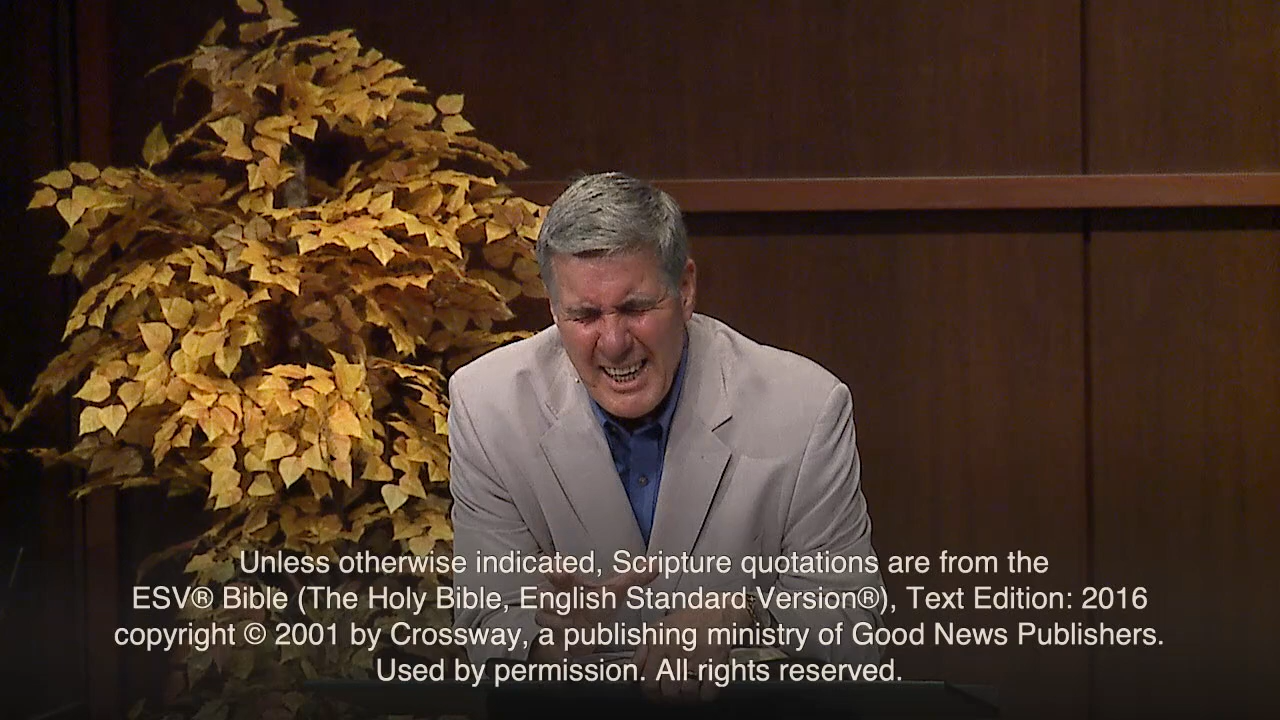 Unless otherwise indicated, Scripture quotations are from the
ESV® Bible (The Holy Bible, English Standard Version®), Text Edition: 2016
copyright © 2001 by Crossway, a publishing ministry of Good News Publishers.
Used by permission. All rights reserved.